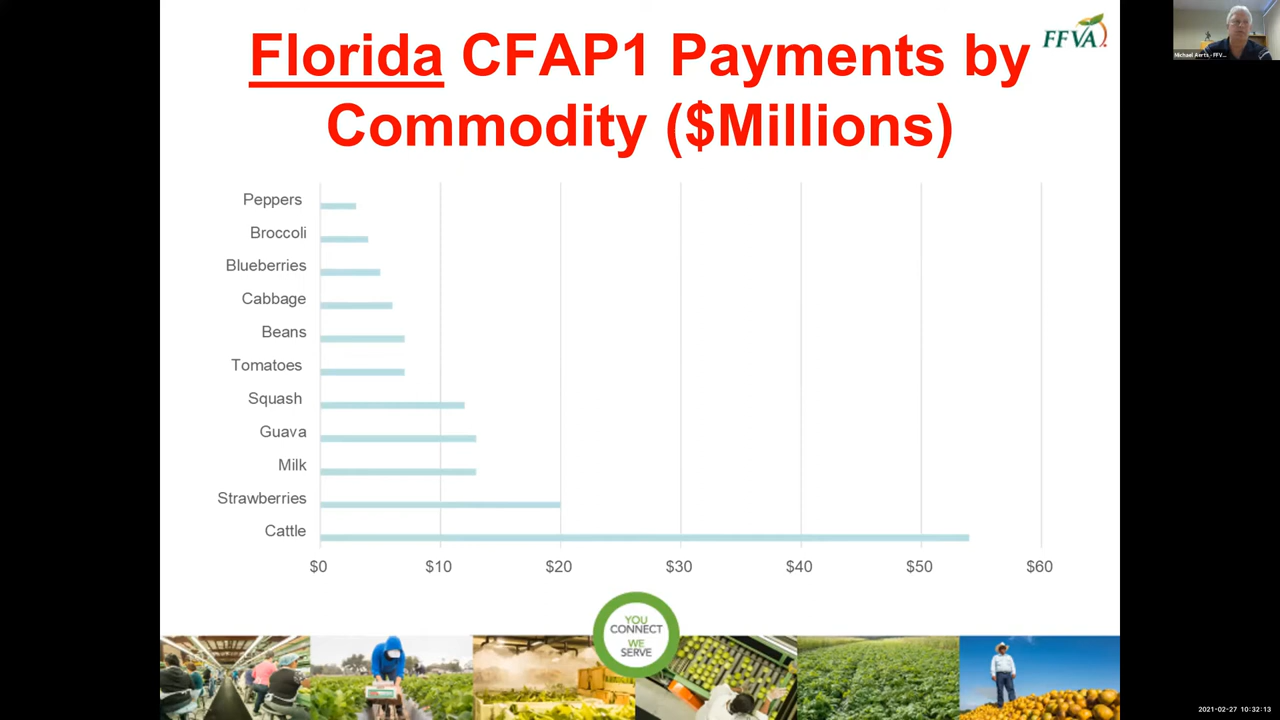 Florida CFAP1 Payments by
Commodity ($Millions)
FFVA
Michael Aerts - FFV...
Peppers
Broccoli
Blueberries
Cabbage
Beans
Tomatoes
Squash
Guava
Milk
Strawberries
Cattle
$0 $10 $20 $30 $40 $50 $60
YOU
CONNECT
WE
SERVE
2021-02-27 10:32:13